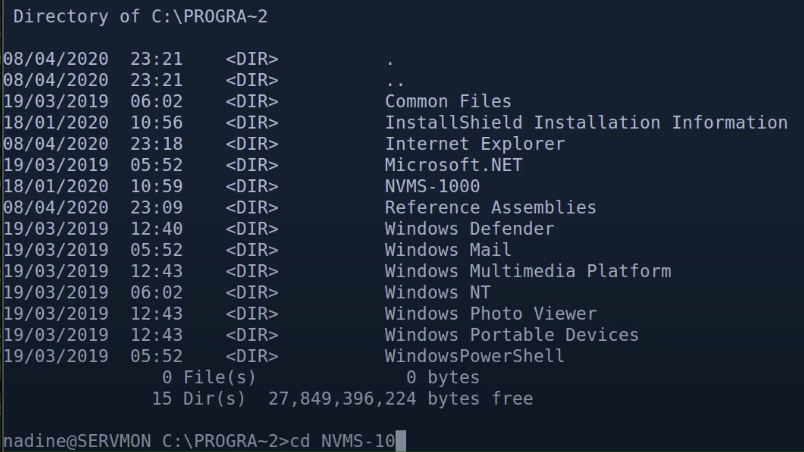 Directory of C:\PROGRA~2
08/04/2020  23:21    <DIR>          .
08/04/2020  23:21    <DIR>          ..
19/03/2019  06:02    <DIR>          Common Files
18/01/2020  10:56    <DIR>          InstallShield Installation Information
08/04/2020  23:18    <DIR>          Internet Explorer
19/03/2019  05:52    <DIR>          Microsoft.NET
18/01/2020  10:59    <DIR>          NVMS-1000
08/04/2020  23:09    <DIR>          Reference Assemblies
19/03/2019  12:40    <DIR>          Windows Defender
19/03/2019  05:52    <DIR>          Windows Mail
19/03/2019  12:43    <DIR>          Windows Multimedia Platform
19/03/2019  06:02    <DIR>          Windows NT
19/03/2019  12:43    <DIR>          Windows Photo Viewer
19/03/2019  12:43    <DIR>          Windows Portable Devices
19/03/2019  05:52    <DIR>          WindowsPowerShell
0 File(s)              0 bytes
15 Dir(s)  27,849,396,224 bytes free
nadine@SERVMON C:\PROGRA~2>cd NVMS-10